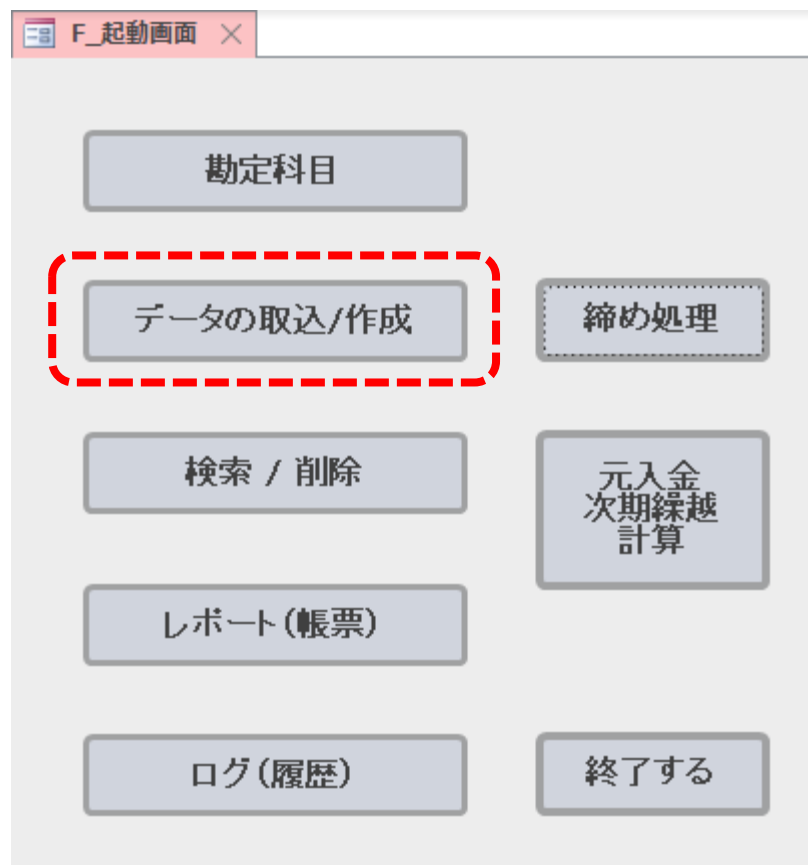 F_起動画面
勘定科目
データの取込/作成
締め処理
検索 / 削除
元入金
次期繰越
計算
レポート(帳票)
ログ(履歴)
終了する